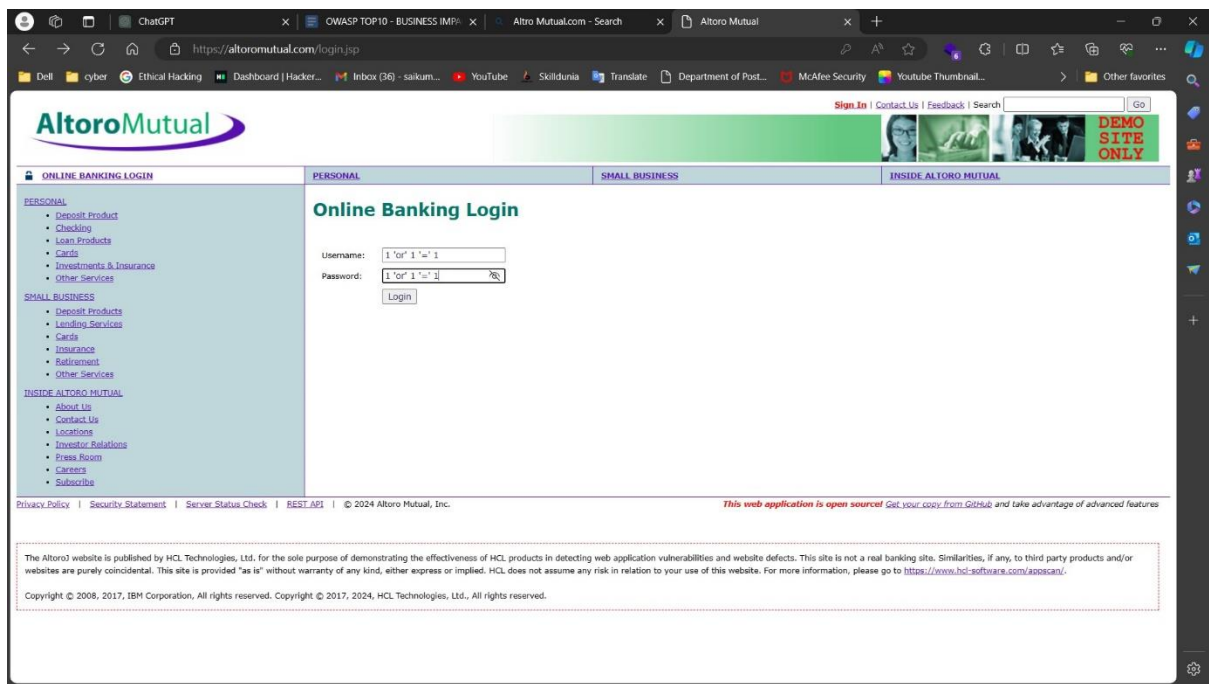 ChatGPT
OWASP TOP10 - BUSINESS IMPA
Altro Mutual.com - Search
Altoro Mutual
https://altoromutual.com/login.jsp
Dell cyber Ethical Hacking Dashboard | Hacker... Inbox (36) - saikum... YouTube Skilldunia Translate Department of Post... McAfee Security Youtube Thumbnail... Other favorites
Sign In | Contact Us | Feedback | Search Go
AltoroMutual
DEMO
SITE
ONLY
ONLINE BANKING LOGIN PERSONAL SMALL BUSINESS INSIDE ALTORO MUTUAL
PERSONAL
• Deposit Product
• Checking
• Loan Products
• Cards
• Investments & Insurance
• Other Services
SMALL BUSINESS
• Deposit Products
• Lending Services
• Cards
• Insurance
• Retirement
• Other Services
INSIDE ALTORO MUTUAL
• About Us
• Contact Us
• Locations
• Investor Relations
• Press Room
• Careers
• Subscribe
Online Banking Login
Username: 1 'or' 1 '=' 1
Password: 1 'or' 1 '=' 1
Login
Privacy Policy | Security Statement | Server Status Check | REST API | © 2024 Altoro Mutual, Inc. This web application is open source! Get your copy from GitHub and take advantage of advanced features
The AltoroJ website is published by HCL Technologies, Ltd. for the sole purpose of demonstrating the effectiveness of HCL products in detecting web application vulnerabilities and website defects. This site is not a real banking site. Similarities, if any, to third party products and/or
websites are purely coincidental. This site is provided "as is" without warranty of any kind, either express or implied. HCL does not assume any risk in relation to your use of this website. For more information, please go to https://www.hcl-software.com/appscan/.
Copyright © 2008, 2017, IBM Corporation, All rights reserved. Copyright © 2017, 2024, HCL Technologies, Ltd., All rights reserved.